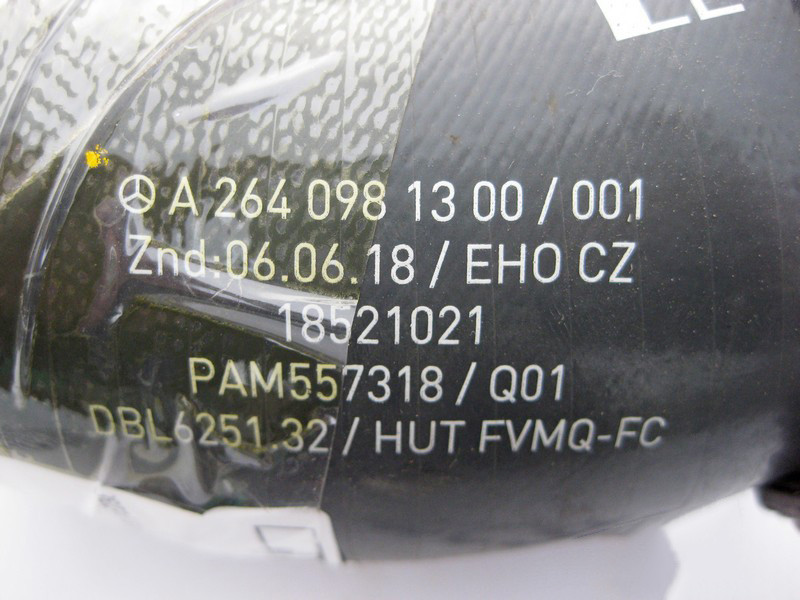 A 264 098 13 00 / 001
Znd:06.06.18 / EHO CZ
18521021
PAM557318 / Q01
DBL6251.32 / HUT FVMQ-FC